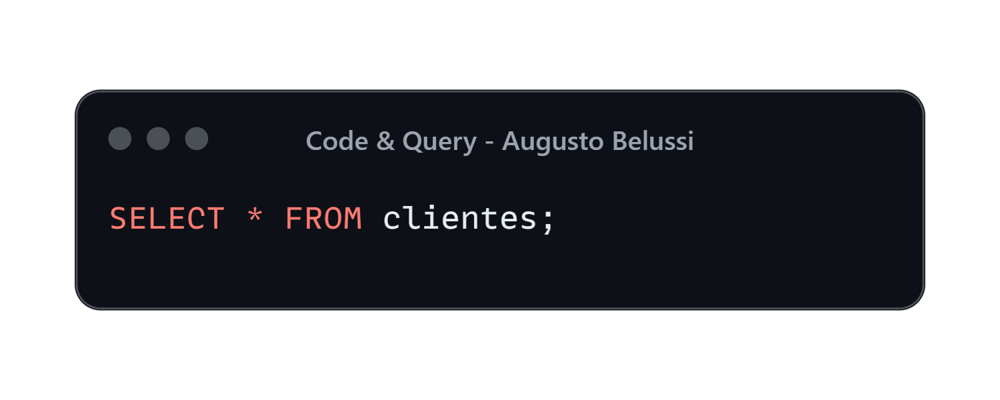 Code & Query - Augusto Belussi
SELECT * FROM clientes;